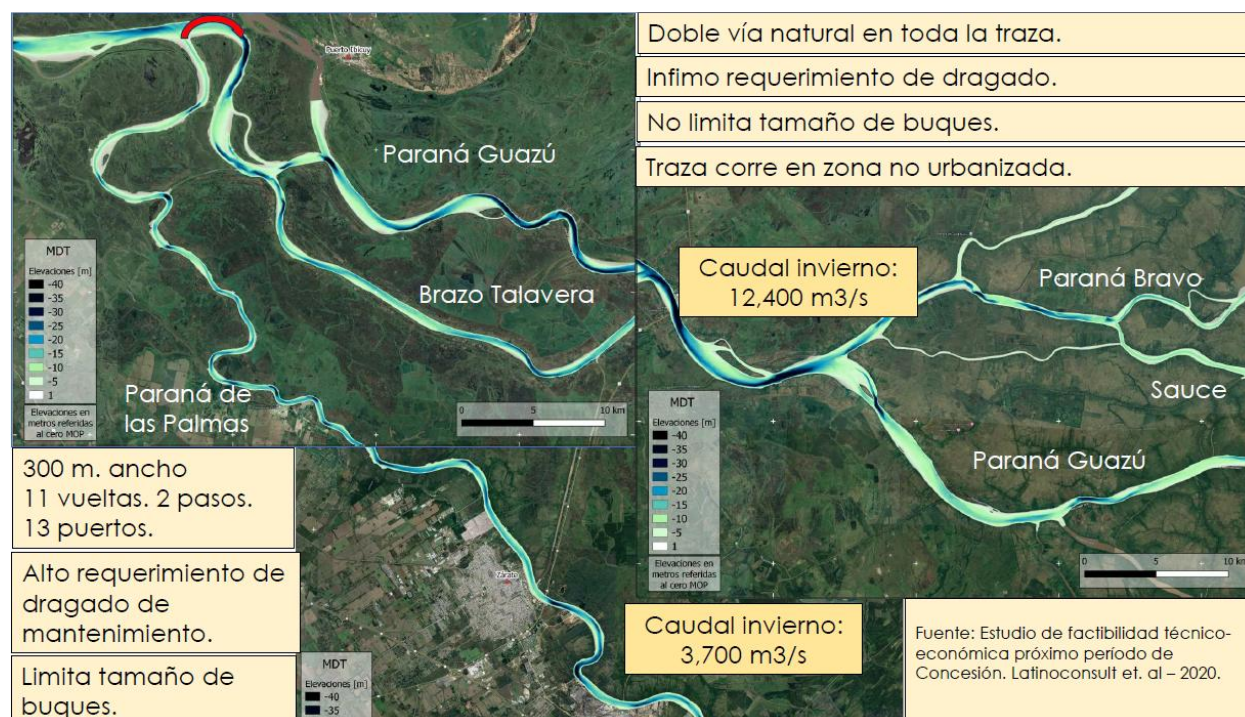 Puerto Ibicuy
Paraná Guazú
Brazo Talavera
Paraná de
las Palmas
MDT
Elevaciones [m]
-40
-35
-30
-25
-20
-15
-10
-5
1
Elevaciones en
metros referidas
al cero MOP
0 5 10 km
Doble vía natural en toda la traza.
Infimo requerimiento de dragado.
No limita tamaño de buques.
Traza corre en zona no urbanizada.
Caudal invierno:
12,400 m3/s
Paraná Bravo
Sauce
Paraná Guazú
MDT
Elevaciones [m]
-40
-35
-30
-25
-20
-15
-10
-5
1
Elevaciones en
metros referidas
al cero MOP
0 5 10 km
300 m. ancho
11 vueltas. 2 pasos.
13 puertos.
Alto requerimiento de
dragado de
mantenimiento.
Limita tamaño de
buques.
Zárate
MDT
Elevaciones [m]
-40
-35
Caudal invierno:
3,700 m3/s
Fuente: Estudio de factibilidad técnico-
económica próximo período de
Concesión. Latinoconsult et. al – 2020.